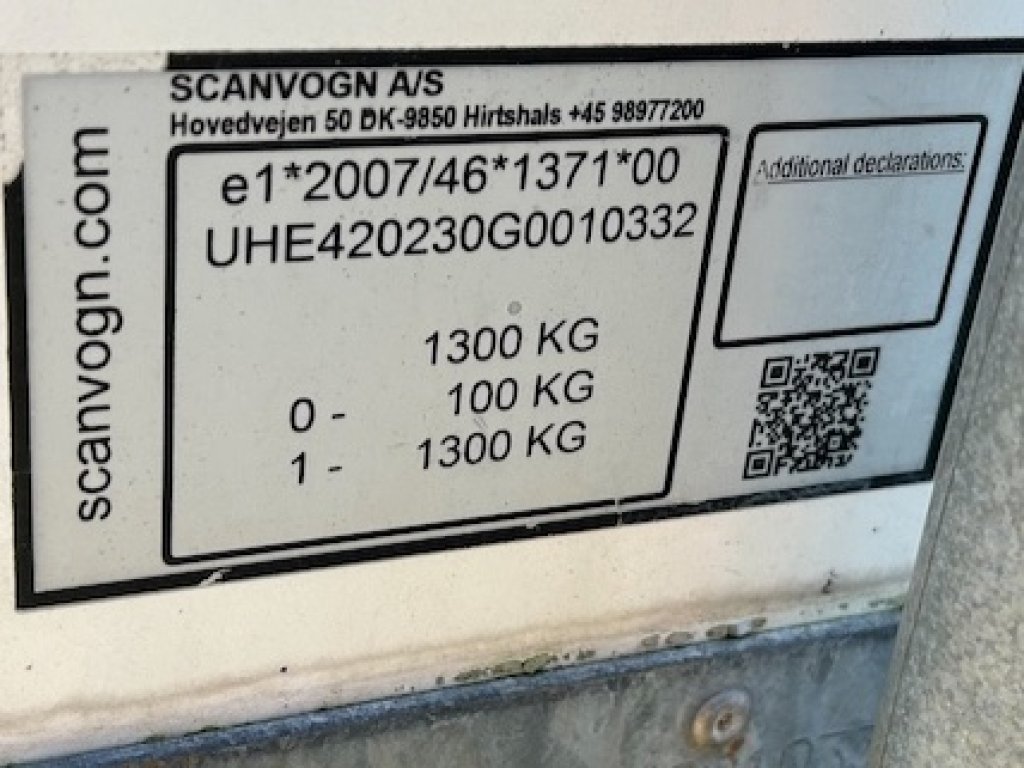 scanvogn.com
SCANVOGN A/S
Hovedvejen 50 DK-9850 Hirtshals +45 98977200
e1*2007/46*1371*00
UHE420230G0010332
1300 KG
0 - 100 KG
1 - 1300 KG
Additional declarations: